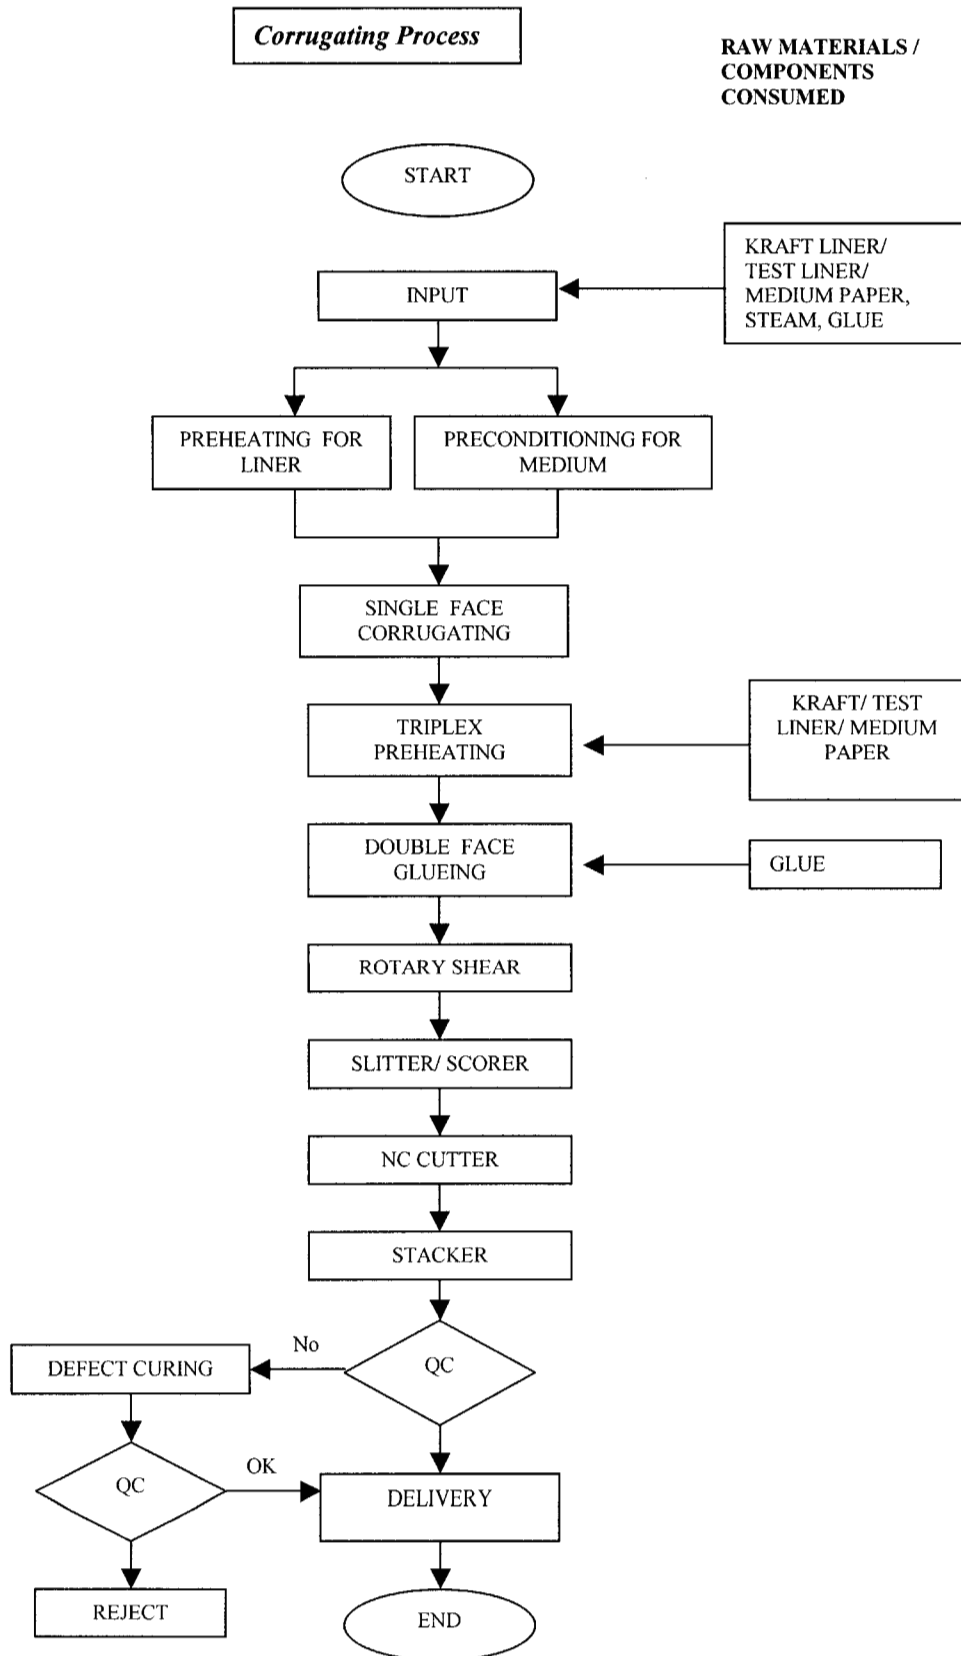 Corrugating Process
RAW MATERIALS /
COMPONENTS
CONSUMED
START
KRAFT LINER/
TEST LINER/
MEDIUM PAPER,
STEAM, GLUE
INPUT
PREHEATING FOR
LINER
PRECONDITIONING FOR
MEDIUM
SINGLE FACE
CORRUGATING
TRIPLEX
PREHEATING
KRAFT/ TEST
LINER/ MEDIUM
PAPER
DOUBLE FACE
GLUEING
GLUE
ROTARY SHEAR
SLITTER/ SCORER
NC CUTTER
STACKER
No
QC
DEFECT CURING
QC
OK
DELIVERY
REJECT
END